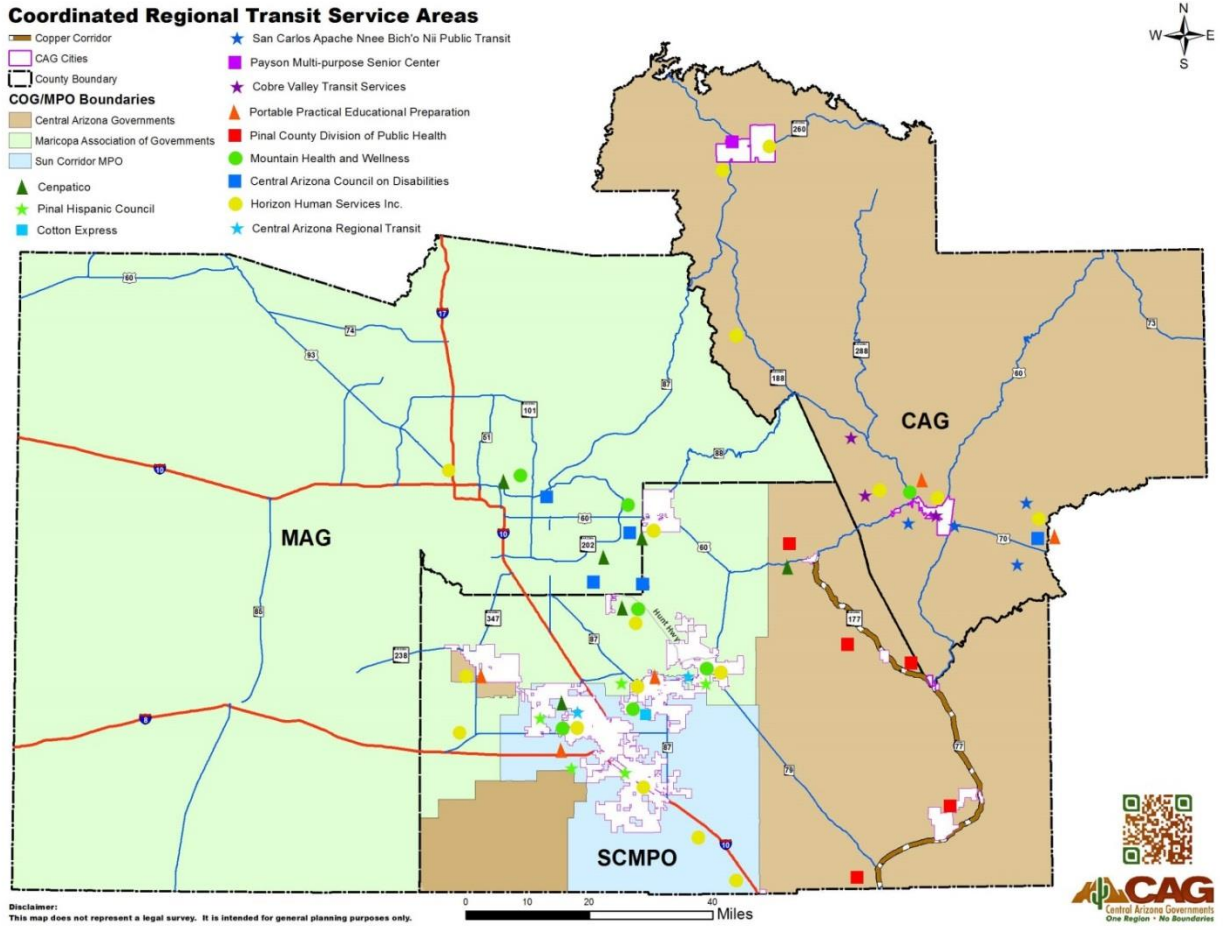 Coordinated Regional Transit Service Areas
Copper Corridor
CAG Cities
County Boundary
COG/MPO Boundaries
Central Arizona Governments
Maricopa Association of Governments
Sun Corridor MPO
Cenpatico
Pinal Hispanic Council
Cotton Express
San Carlos Apache Nnee Bich'o Nii Public Transit
Payson Multi-purpose Senior Center
Cobre Valley Transit Services
Portable Practical Educational Preparation
Pinal County Division of Public Health
Mountain Health and Wellness
Central Arizona Council on Disabilities
Horizon Human Services Inc.
Central Arizona Regional Transit
N
W
E
S
260
60
17
74
73
93
288
188
60
87
101
51
CAG
88
10
60
MAG
10
202
60
70
85
347
Hunt Hwy
177
87
238
8
77
87
79
10
SCMPO
0
10
20
40
Miles
Disclaimer:
This map does not represent a legal survey. It is intended for general planning purposes only.
CAG
Central Arizona Governments
One Region • No Boundaries